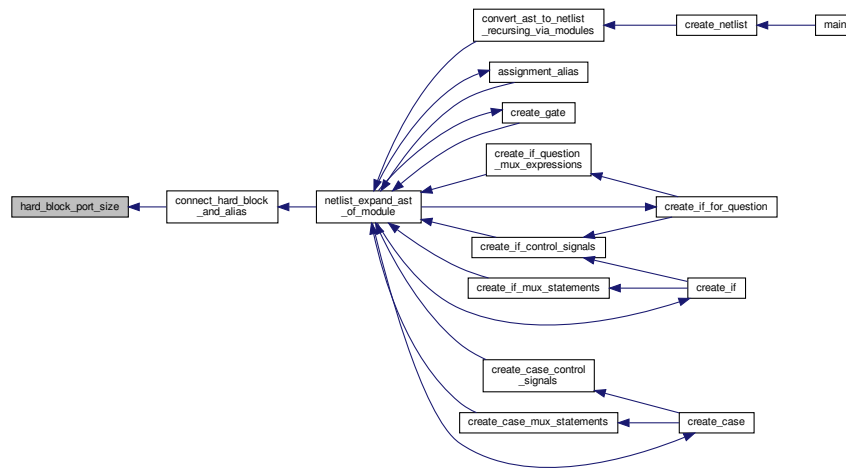 convert_ast_to_netlist
_recursing_via_modules
create_netlist
main
assignment_alias
create_gate
create_if_question
_mux_expressions
hard_block_port_size
connect_hard_block
_and_alias
netlist_expand_ast
_of_module
create_if_for_question
create_if_control_signals
create_if_mux_statements
create_if
create_case_control
_signals
create_case_mux_statements
create_case